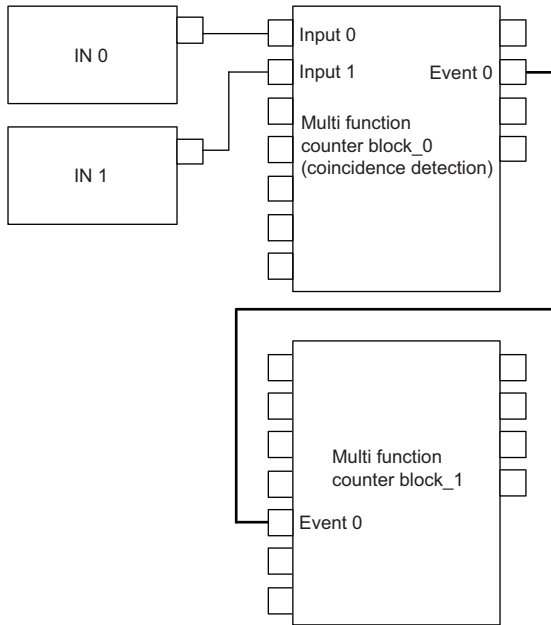 IN 0
Input 0
Input 1
Event 0
Multi function
counter block_0
(coincidence detection)
IN 1
Multi function
counter block_1
Event 0